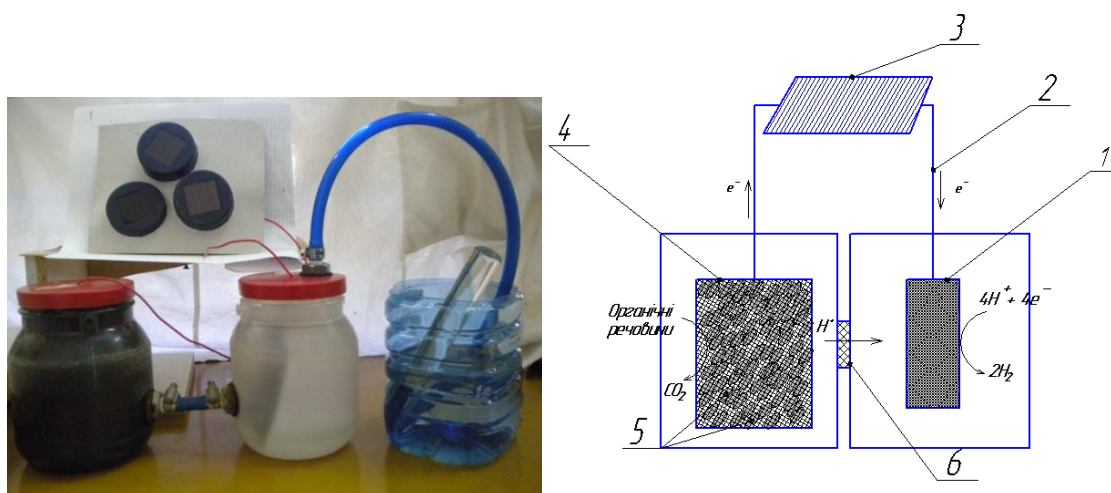 3
2
4
1
e⁻
e⁻
Органічні
речовини
H⁺
4H⁺ + 4e⁻
CO₂
2H₂
5
6